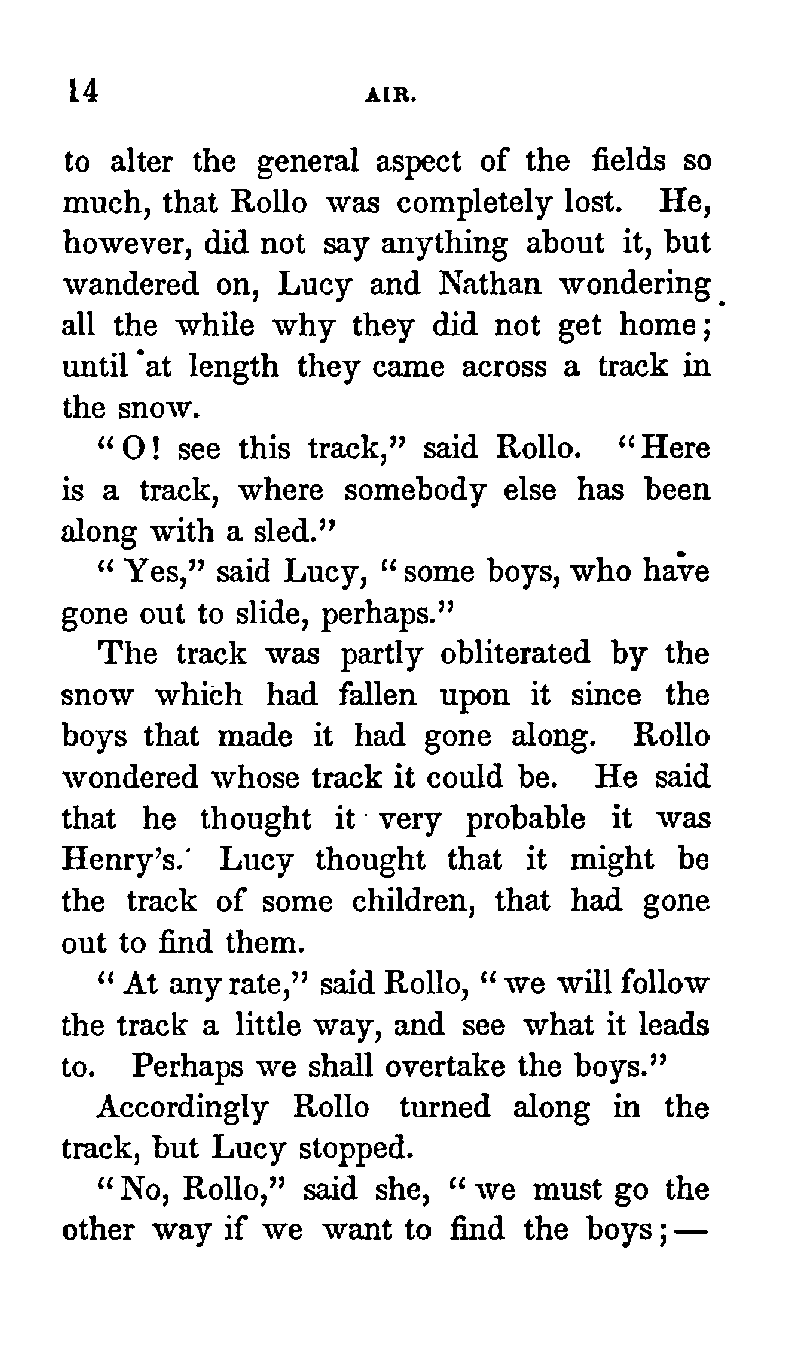 14 AIR.
to alter the general aspect of the fields so
much, that Rollo was completely lost. He,
however, did not say anything about it, but
wandered on, Lucy and Nathan wondering
all the while why they did not get home;
until at length they came across a track in
the snow.
"O! see this track," said Rollo. "Here
is a track, where somebody else has been
along with a sled."
"Yes," said Lucy, "some boys, who have
gone out to slide, perhaps."
The track was partly obliterated by the
snow which had fallen upon it since the
boys that made it had gone along. Rollo
wondered whose track it could be. He said
that he thought it very probable it was
Henry's. Lucy thought that it might be
the track of some children, that had gone
out to find them.
"At any rate," said Rollo, "we will follow
the track a little way, and see what it leads
to. Perhaps we shall overtake the boys."
Accordingly Rollo turned along in the
track, but Lucy stopped.
"No, Rollo," said she, "we must go the
other way if we want to find the boys;—